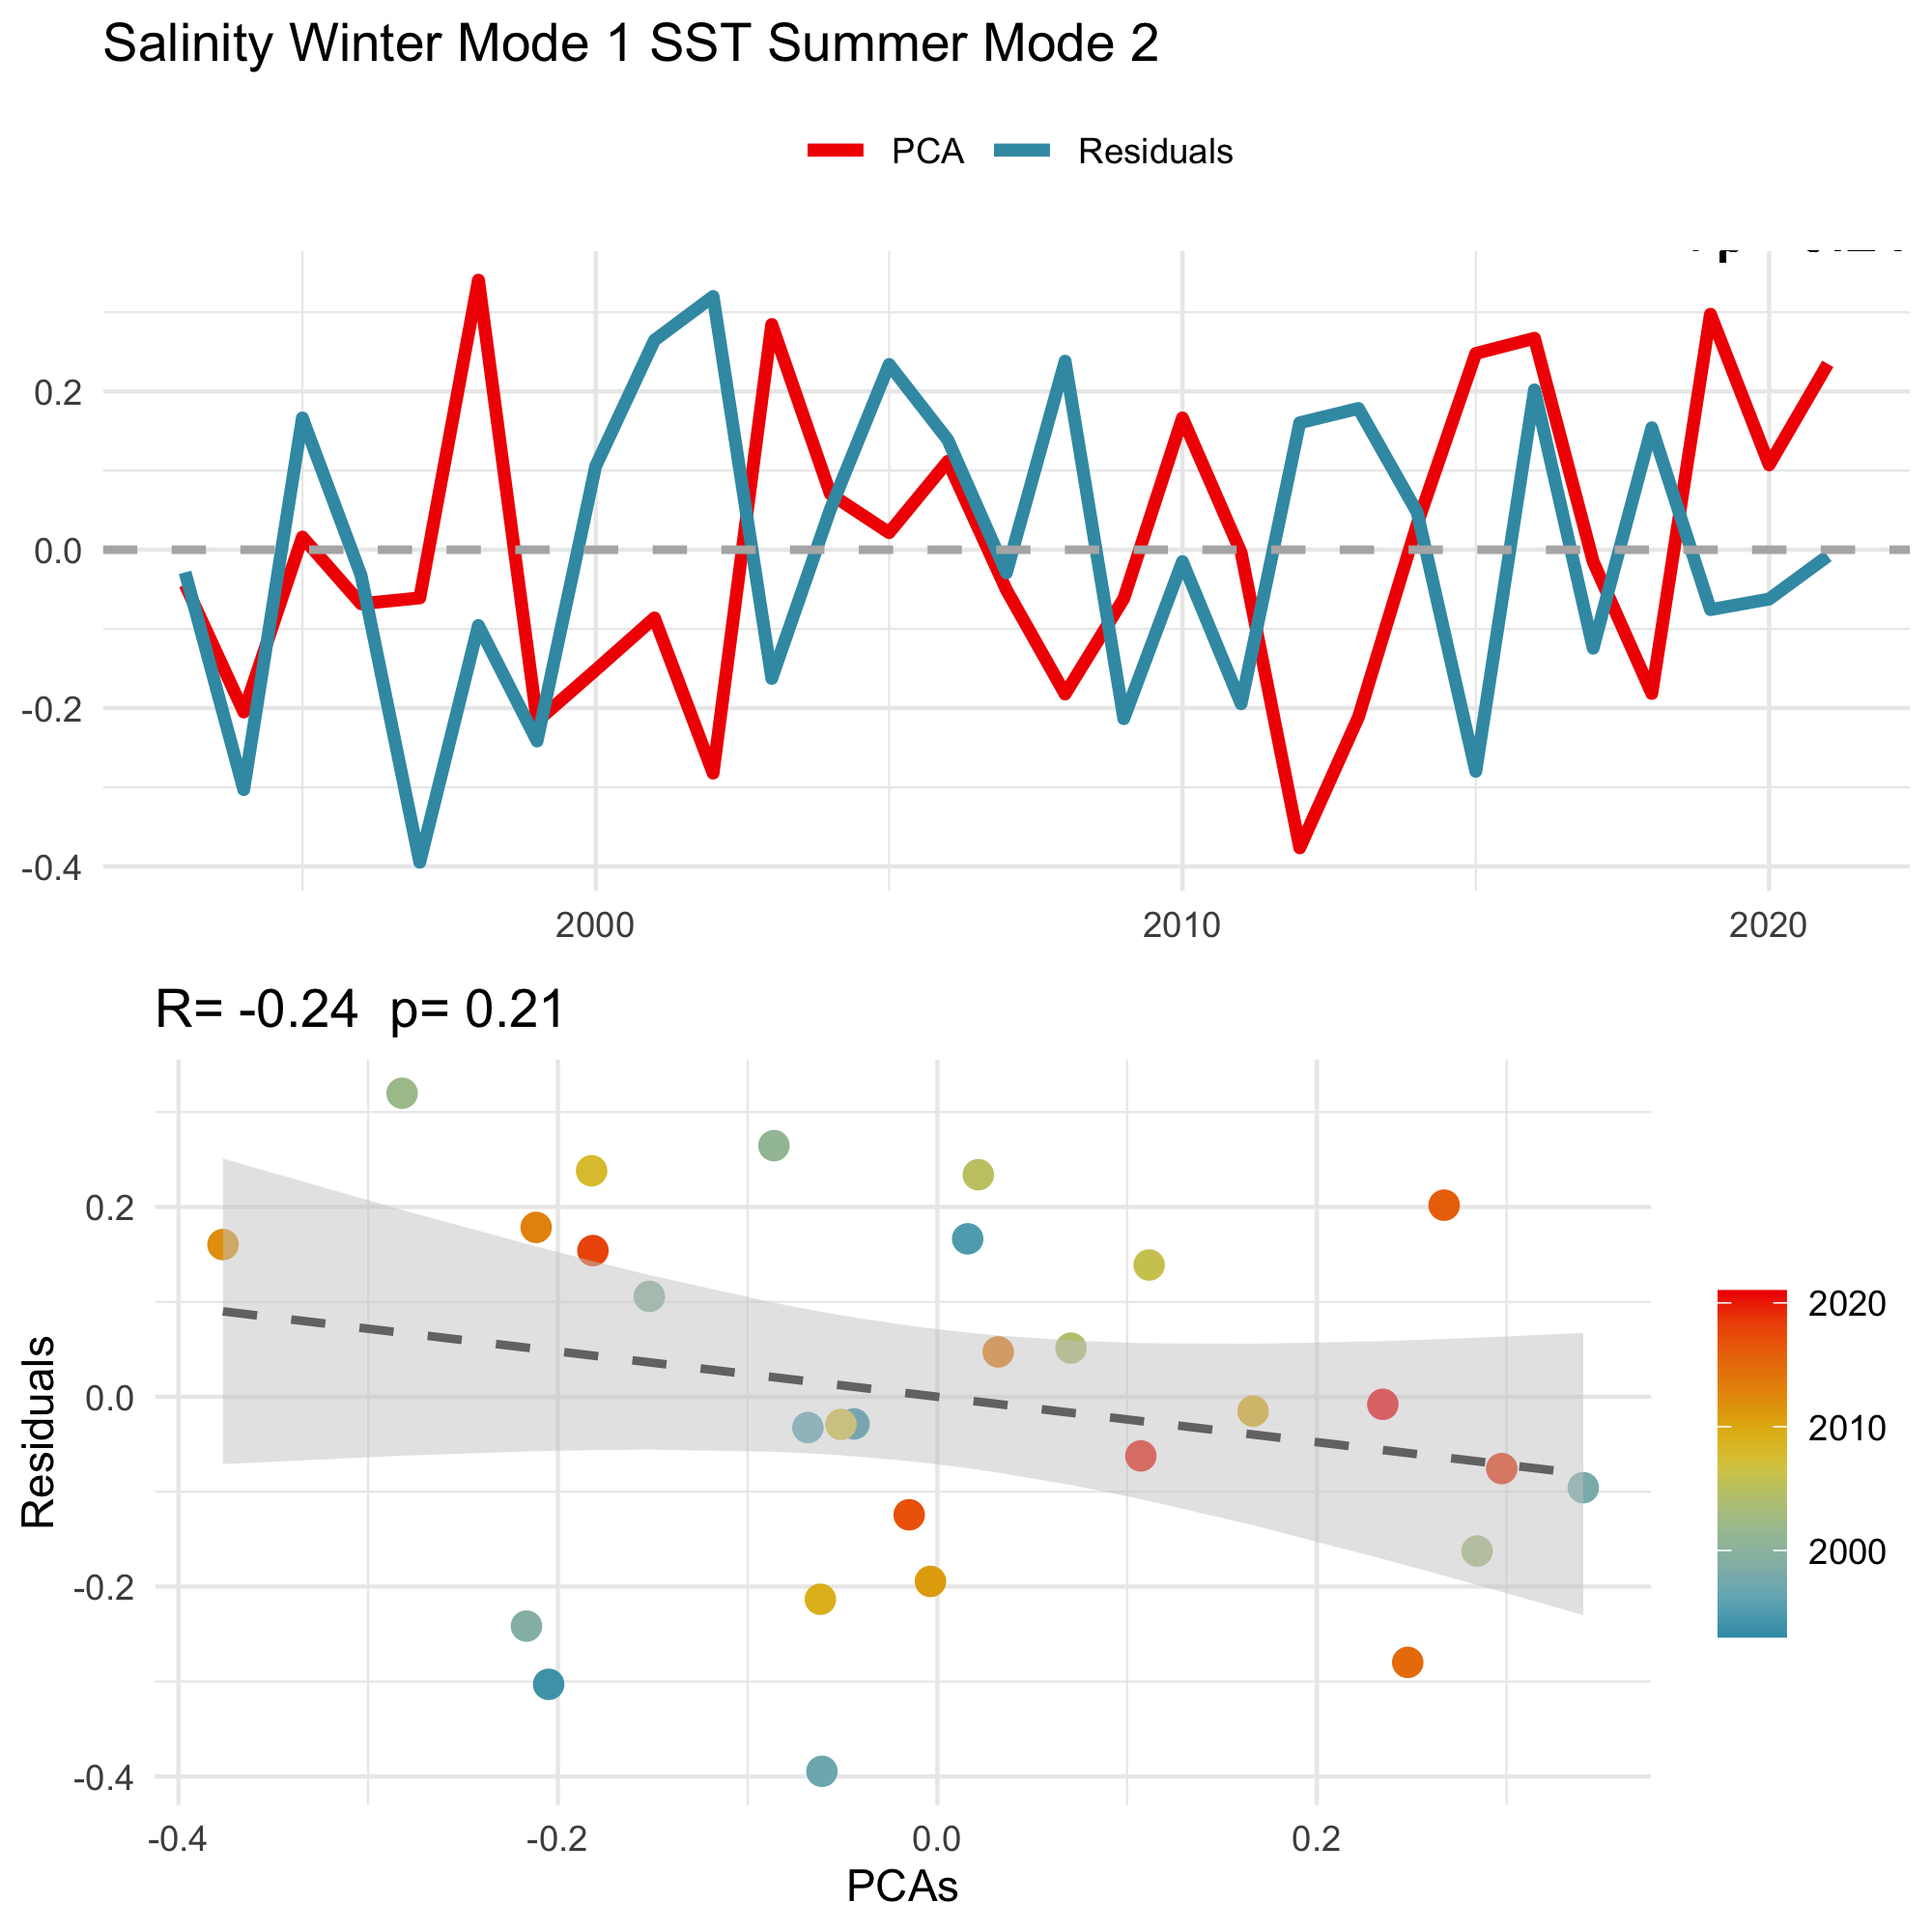 Salinity Winter Mode 1 SST Summer Mode 2
PCA Residuals
0.2
0.0
-0.2
-0.4
2000 2010 2020
R= -0.24 p= 0.21
Residuals
0.2
0.0
-0.2
-0.4
-0.4 -0.2 0.0 0.2
PCAs
2020
2010
2000